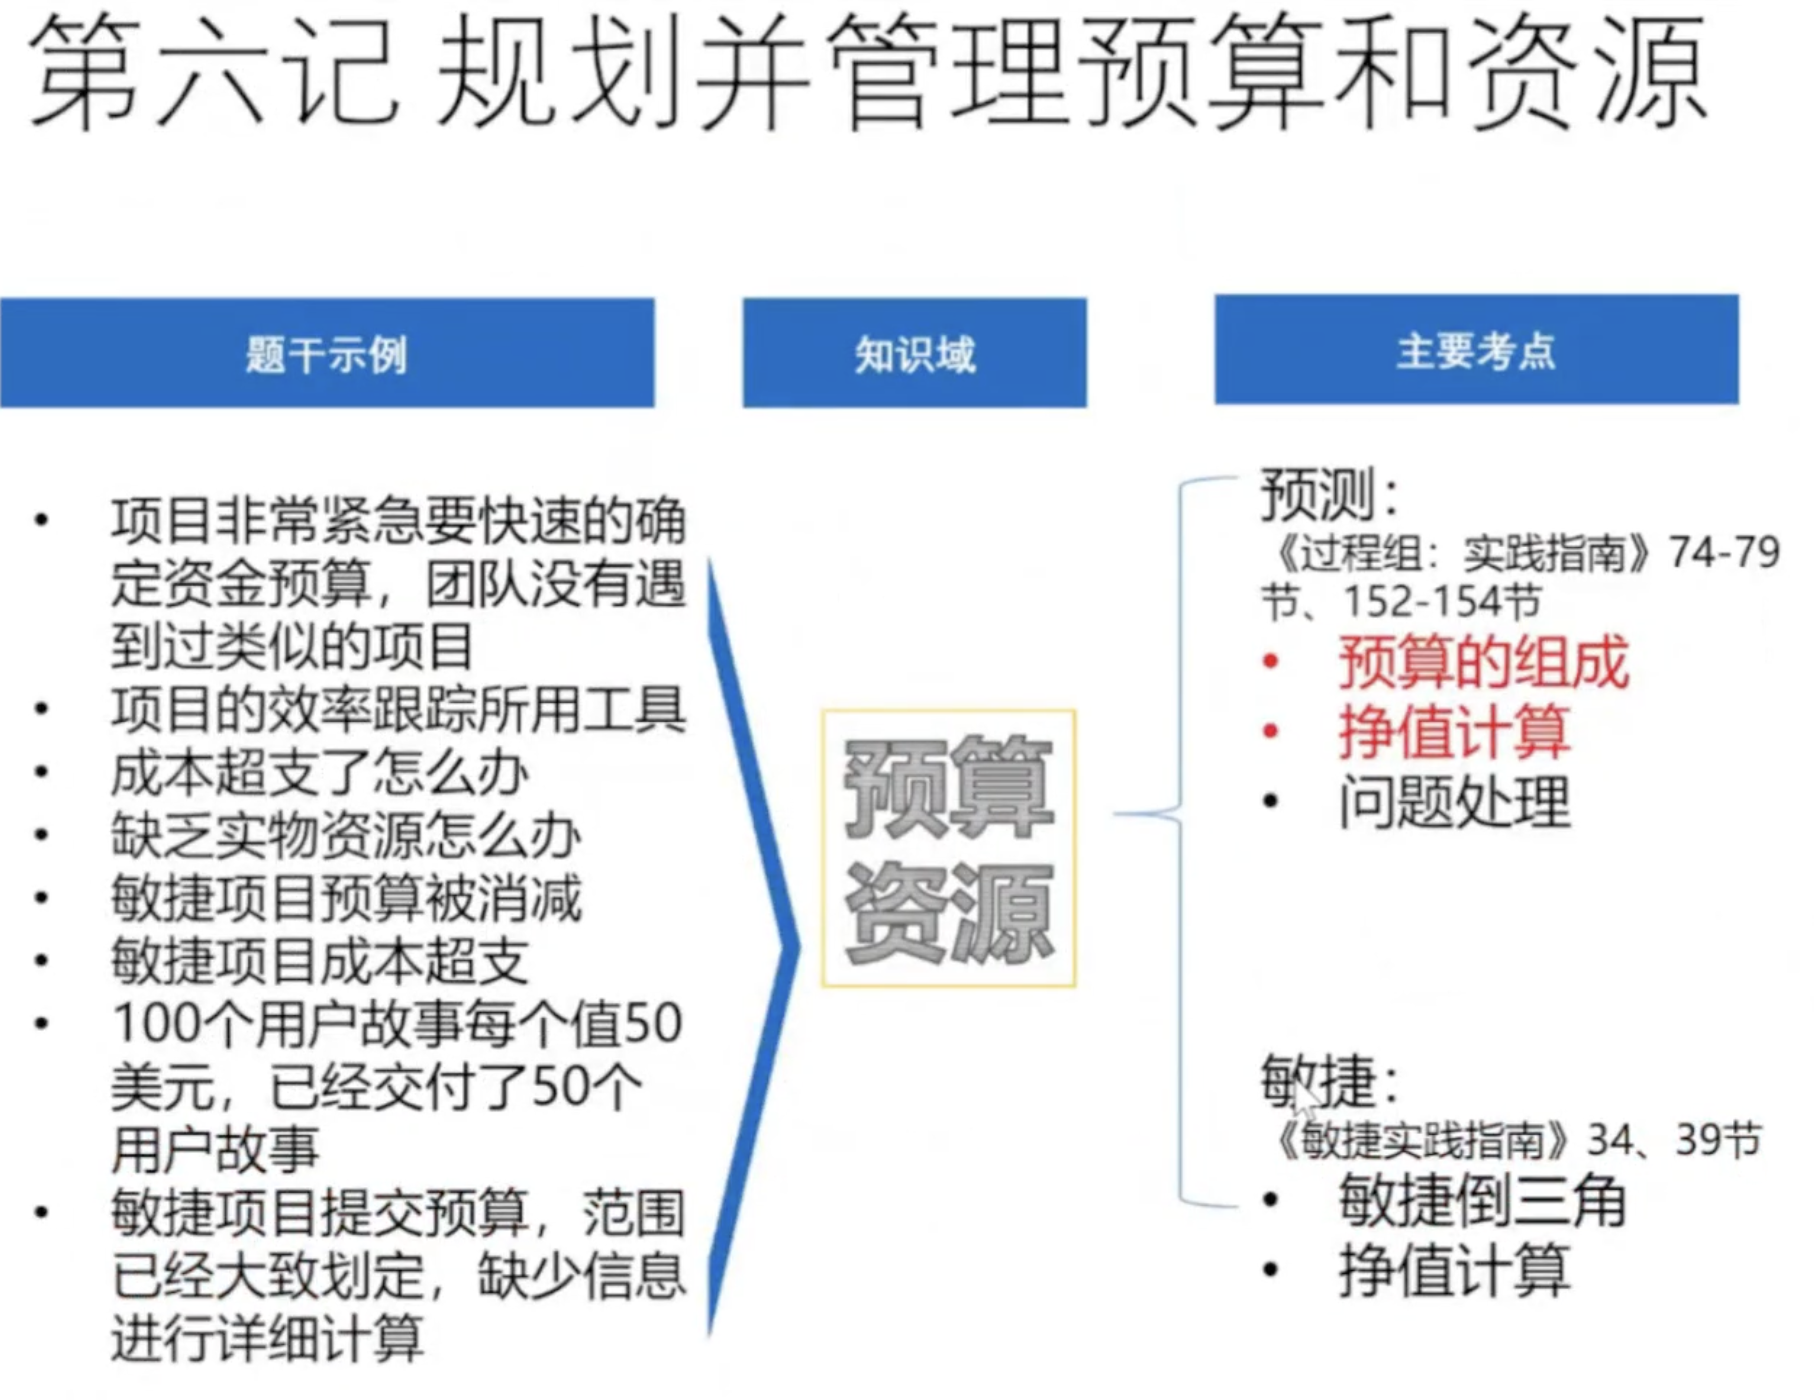 第六记 规划并管理预算和资源
题干示例
知识域
主要考点
• 项目非常紧急要快速的确
定资金预算，团队没有遇
到过类似的项目
• 项目的效率跟踪所用工具
• 成本超支了怎么办
• 缺乏实物资源怎么办
• 敏捷项目预算被消减
• 敏捷项目成本超支
• 100个用户故事每个值50
美元，已经交付了50个
用户故事
• 敏捷项目提交预算，范围
已经大致划定，缺少信息
进行详细计算
预算
资源
预测：
《过程组：实践指南》74-79
节、152-154节
• 预算的组成
• 挣值计算
• 问题处理
敏捷：
《敏捷实践指南》34、39节
• 敏捷倒三角
• 挣值计算